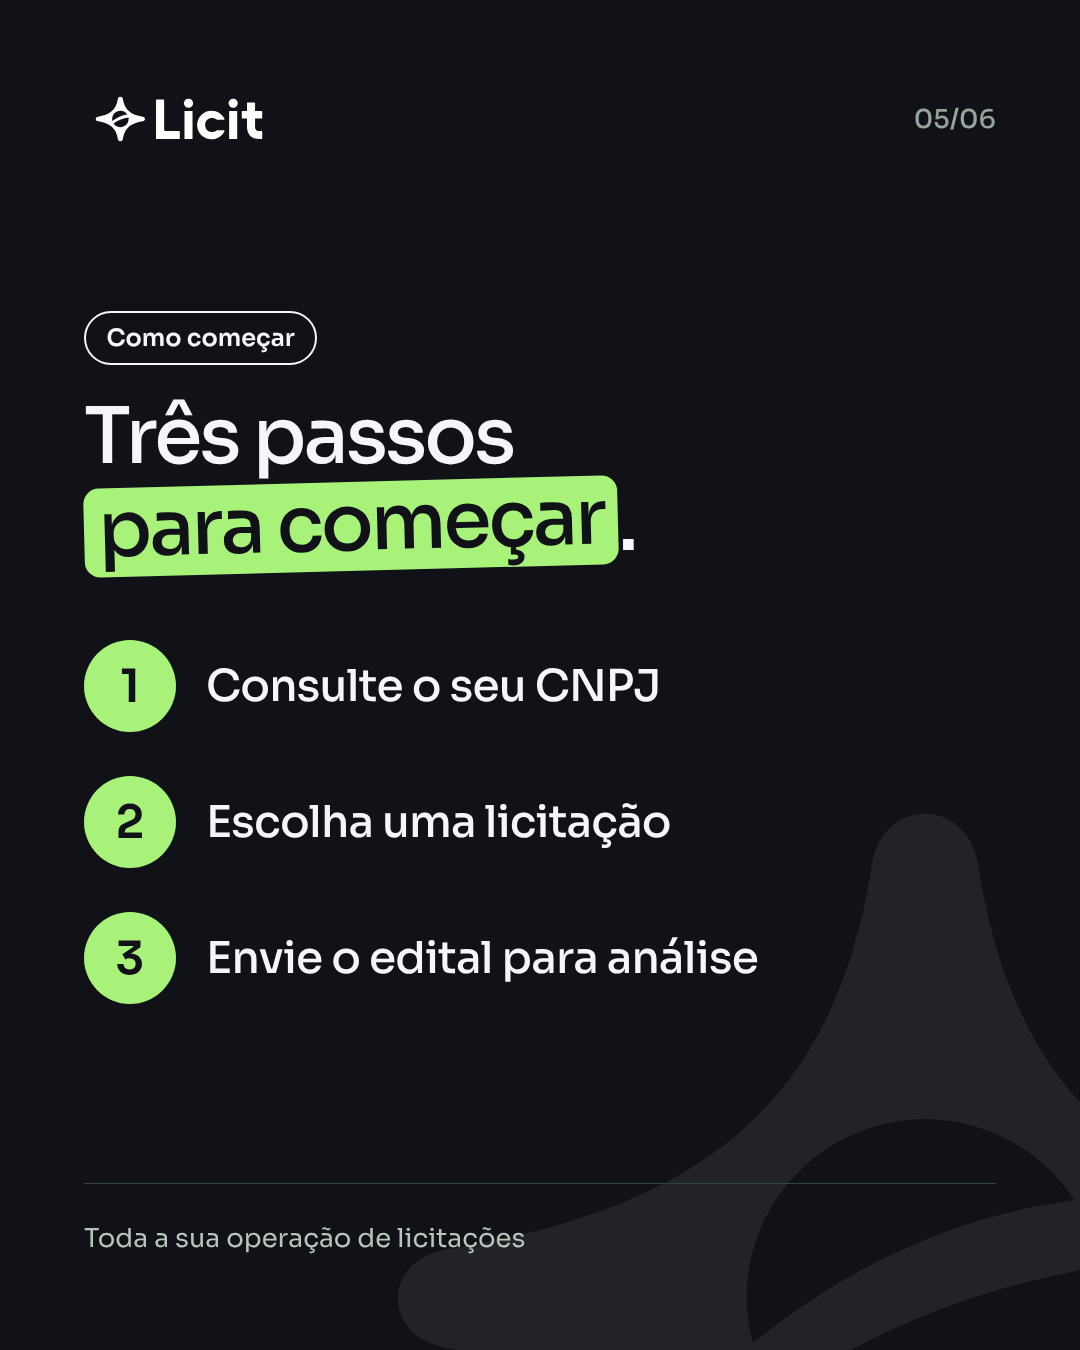 Licit
05/06
Como começar
Três passos
para começar.
1 Consulte o seu CNPJ
2 Escolha uma licitação
3 Envie o edital para análise
Toda a sua operação de licitações